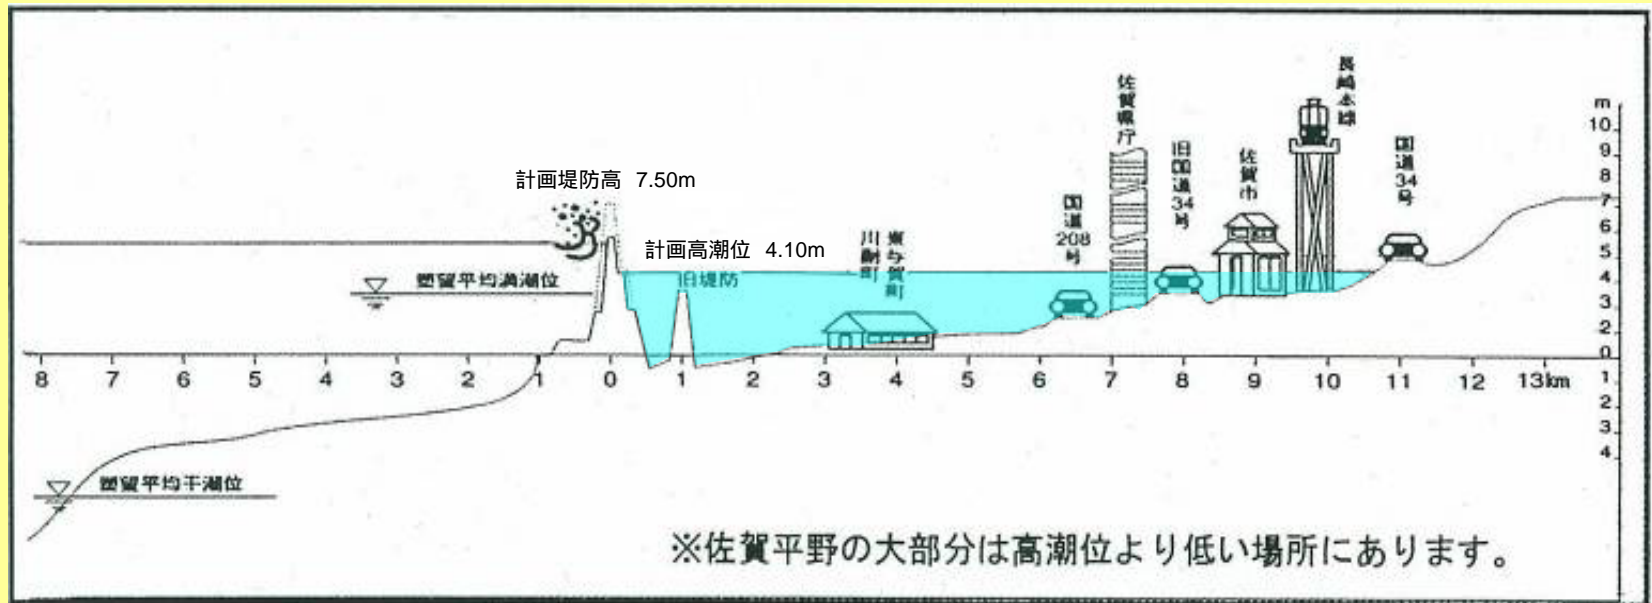 計画堤防高 7.50m
計画高潮位 4.10m
旧堤防
朔望平均満潮位
朔望平均干潮位
川副町
東与賀町
国道208号
佐賀県庁
旧国道34号
佐賀市
長崎本線
国道34号
m
10
9
8
7
6
5
4
3
2
1
0
1
2
3
4
8 7 6 5 4 3 2 1 0 1 2 3 4 5 6 7 8 9 10 11 12 13km
※佐賀平野の大部分は高潮位より低い場所にあります。